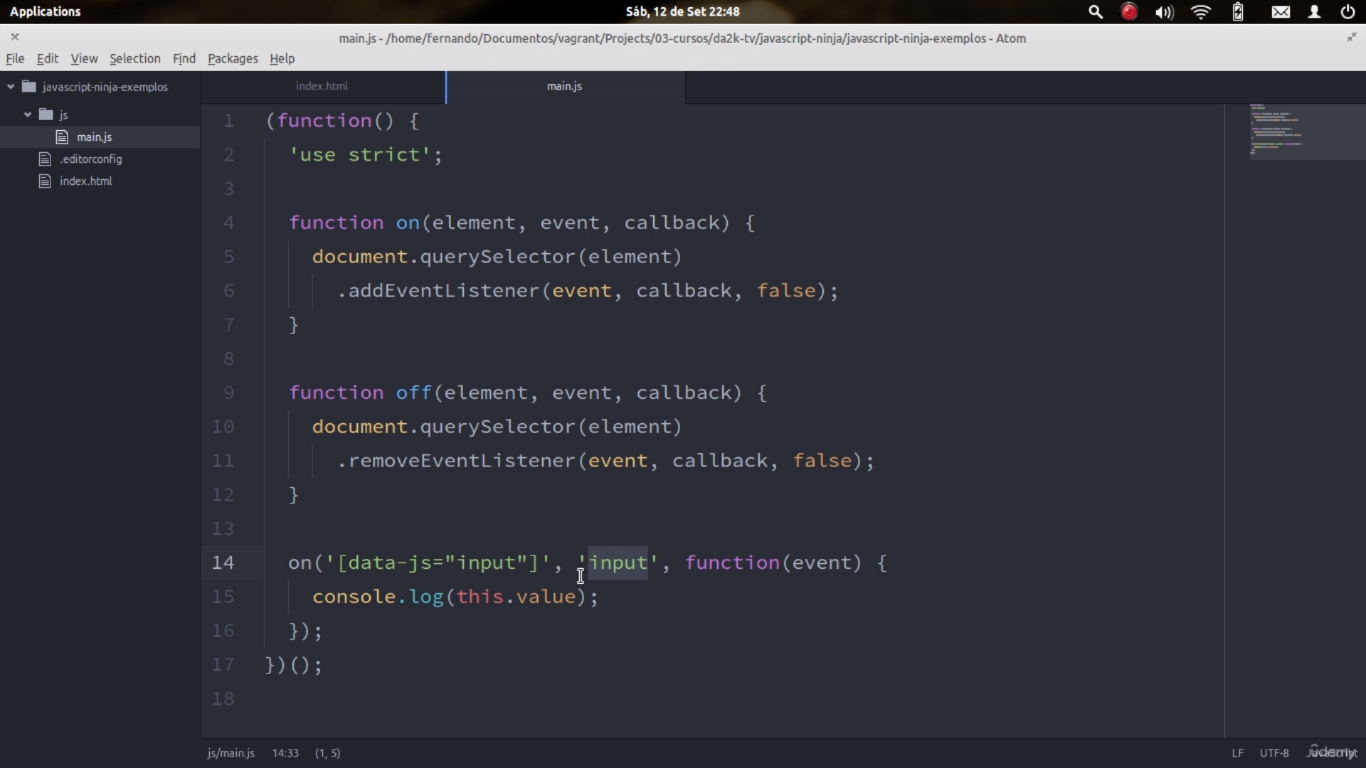 Applications
Sáb, 12 de Set 22:48
main.js - /home/fernando/Documentos/vagrant/Projects/03-cursos/da2k-tv/javascript-ninja/javascript-ninja-exemplos - Atom
File Edit View Selection Find Packages Help
javascript-ninja-exemplos
js
main.js
.editorconfig
index.html
index.html
main.js
1 (function() {
2 'use strict';
3
4 function on(element, event, callback) {
5 document.querySelector(element)
6 .addEventListener(event, callback, false);
7 }
8
9 function off(element, event, callback) {
10 document.querySelector(element)
11 .removeEventListener(event, callback, false);
12 }
13
14 on('[data-js="input"]', 'input', function(event) {
15 console.log(this.value);
16 });
17 })();
18
js/main.js 14:33 (1, 5)
LF UTF-8 JavaScript
ûdemy